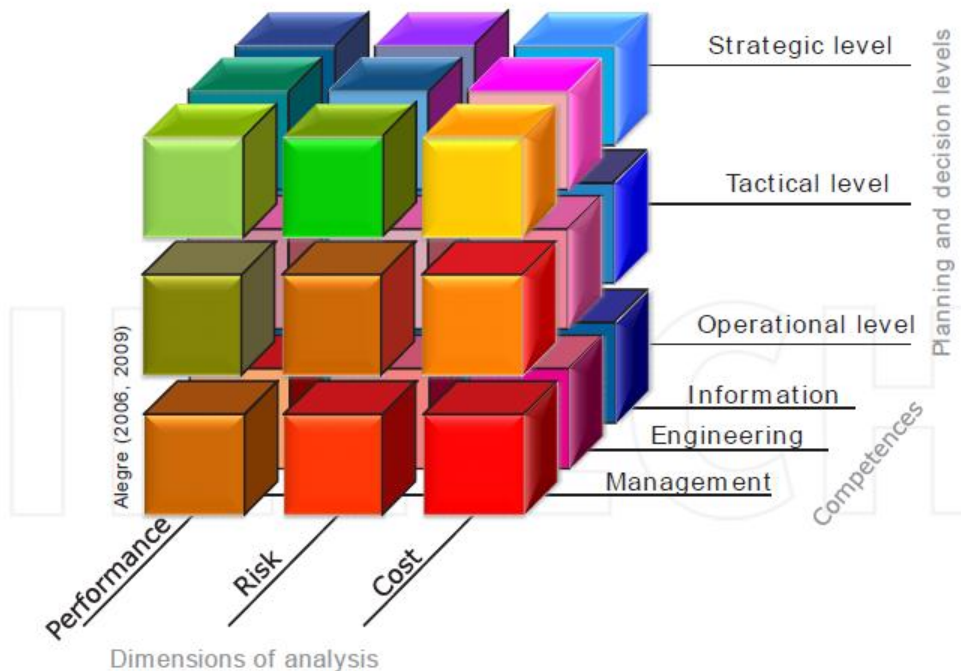 Strategic level
Tactical level
Operational level
Information
Engineering
Management
Planning and decision levels
Competences
Alegre (2006, 2009)
Performance
Risk
Cost
Dimensions of analysis